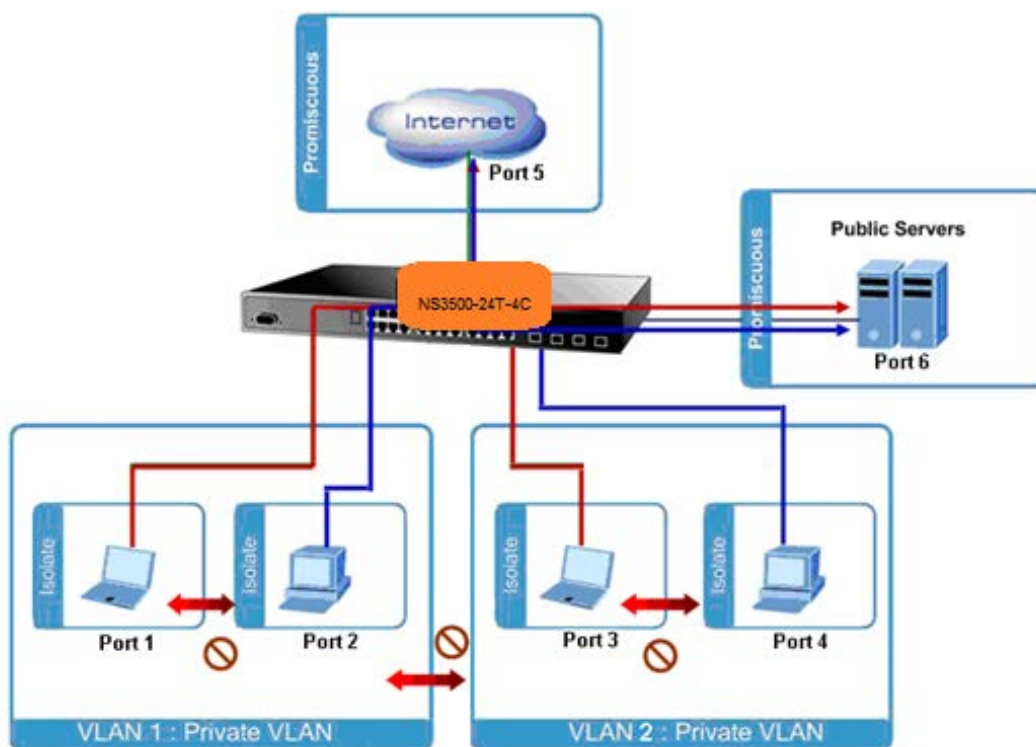 Promiscuous
Internet
Port 5
NS3500-24T-4C
Promiscuous
Public Servers
Port 6
Isolate
Port 1
Isolate
Port 2
Isolate
Port 3
Isolate
Port 4
VLAN 1 : Private VLAN
VLAN 2 : Private VLAN